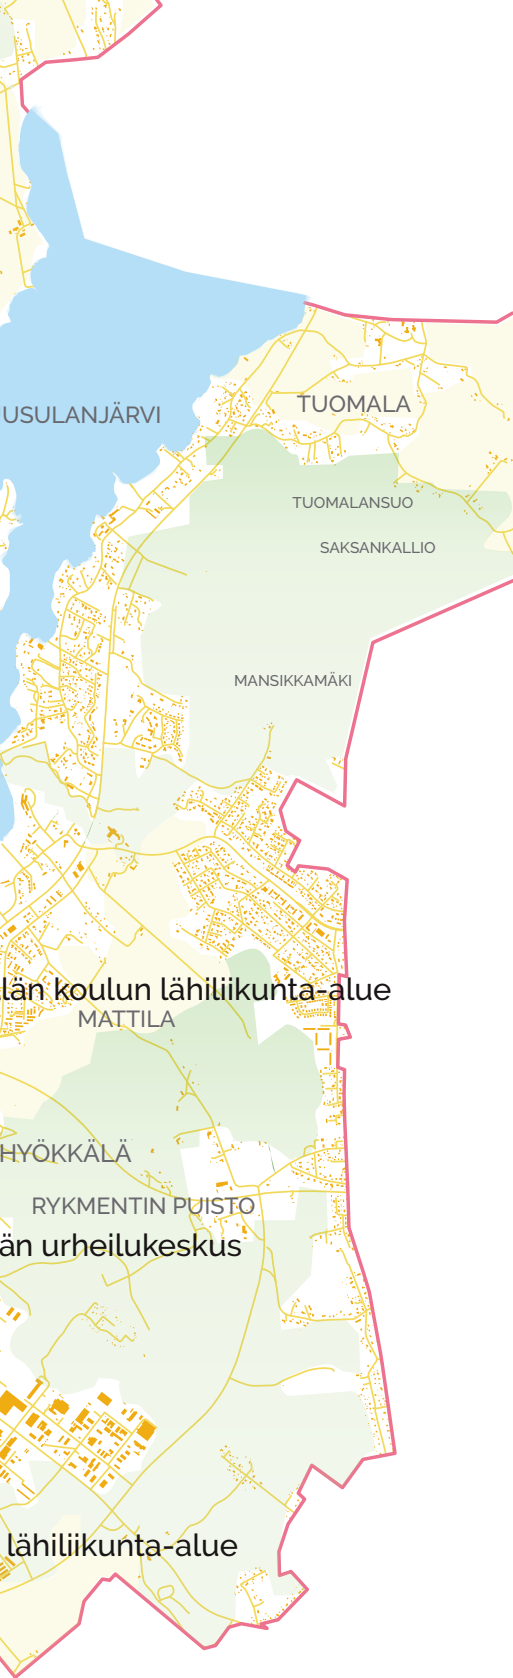 TUOMALA
USULANJÄRVI
TUOMALANSUO
SAKSANKALLIO
MANSIKKAMÄKI
län koulun lähiliikunta-alue
MATTILA
HYÖKKÄLÄ
RYKMENTIN PUISTO
än urheilukeskus
lähiliikunta-alue